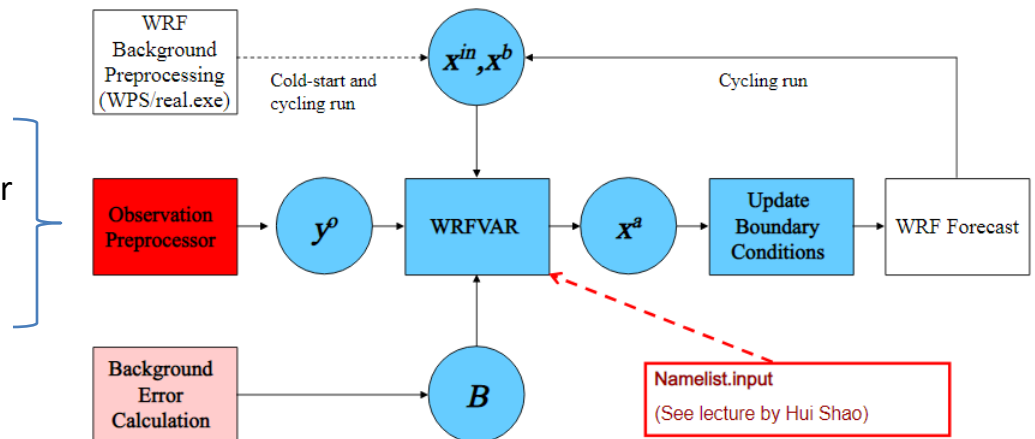 WRF
Background
Preprocessing
(WPS/real.exe)
Cold-start and
cycling run
x^in,x^b
Cycling run
r
Observation
Preprocessor
y^o
WRFVAR
x^a
Update
Boundary
Conditions
WRF Forecast
Background
Error
Calculation
B
Namelist.input
(See lecture by Hui Shao)